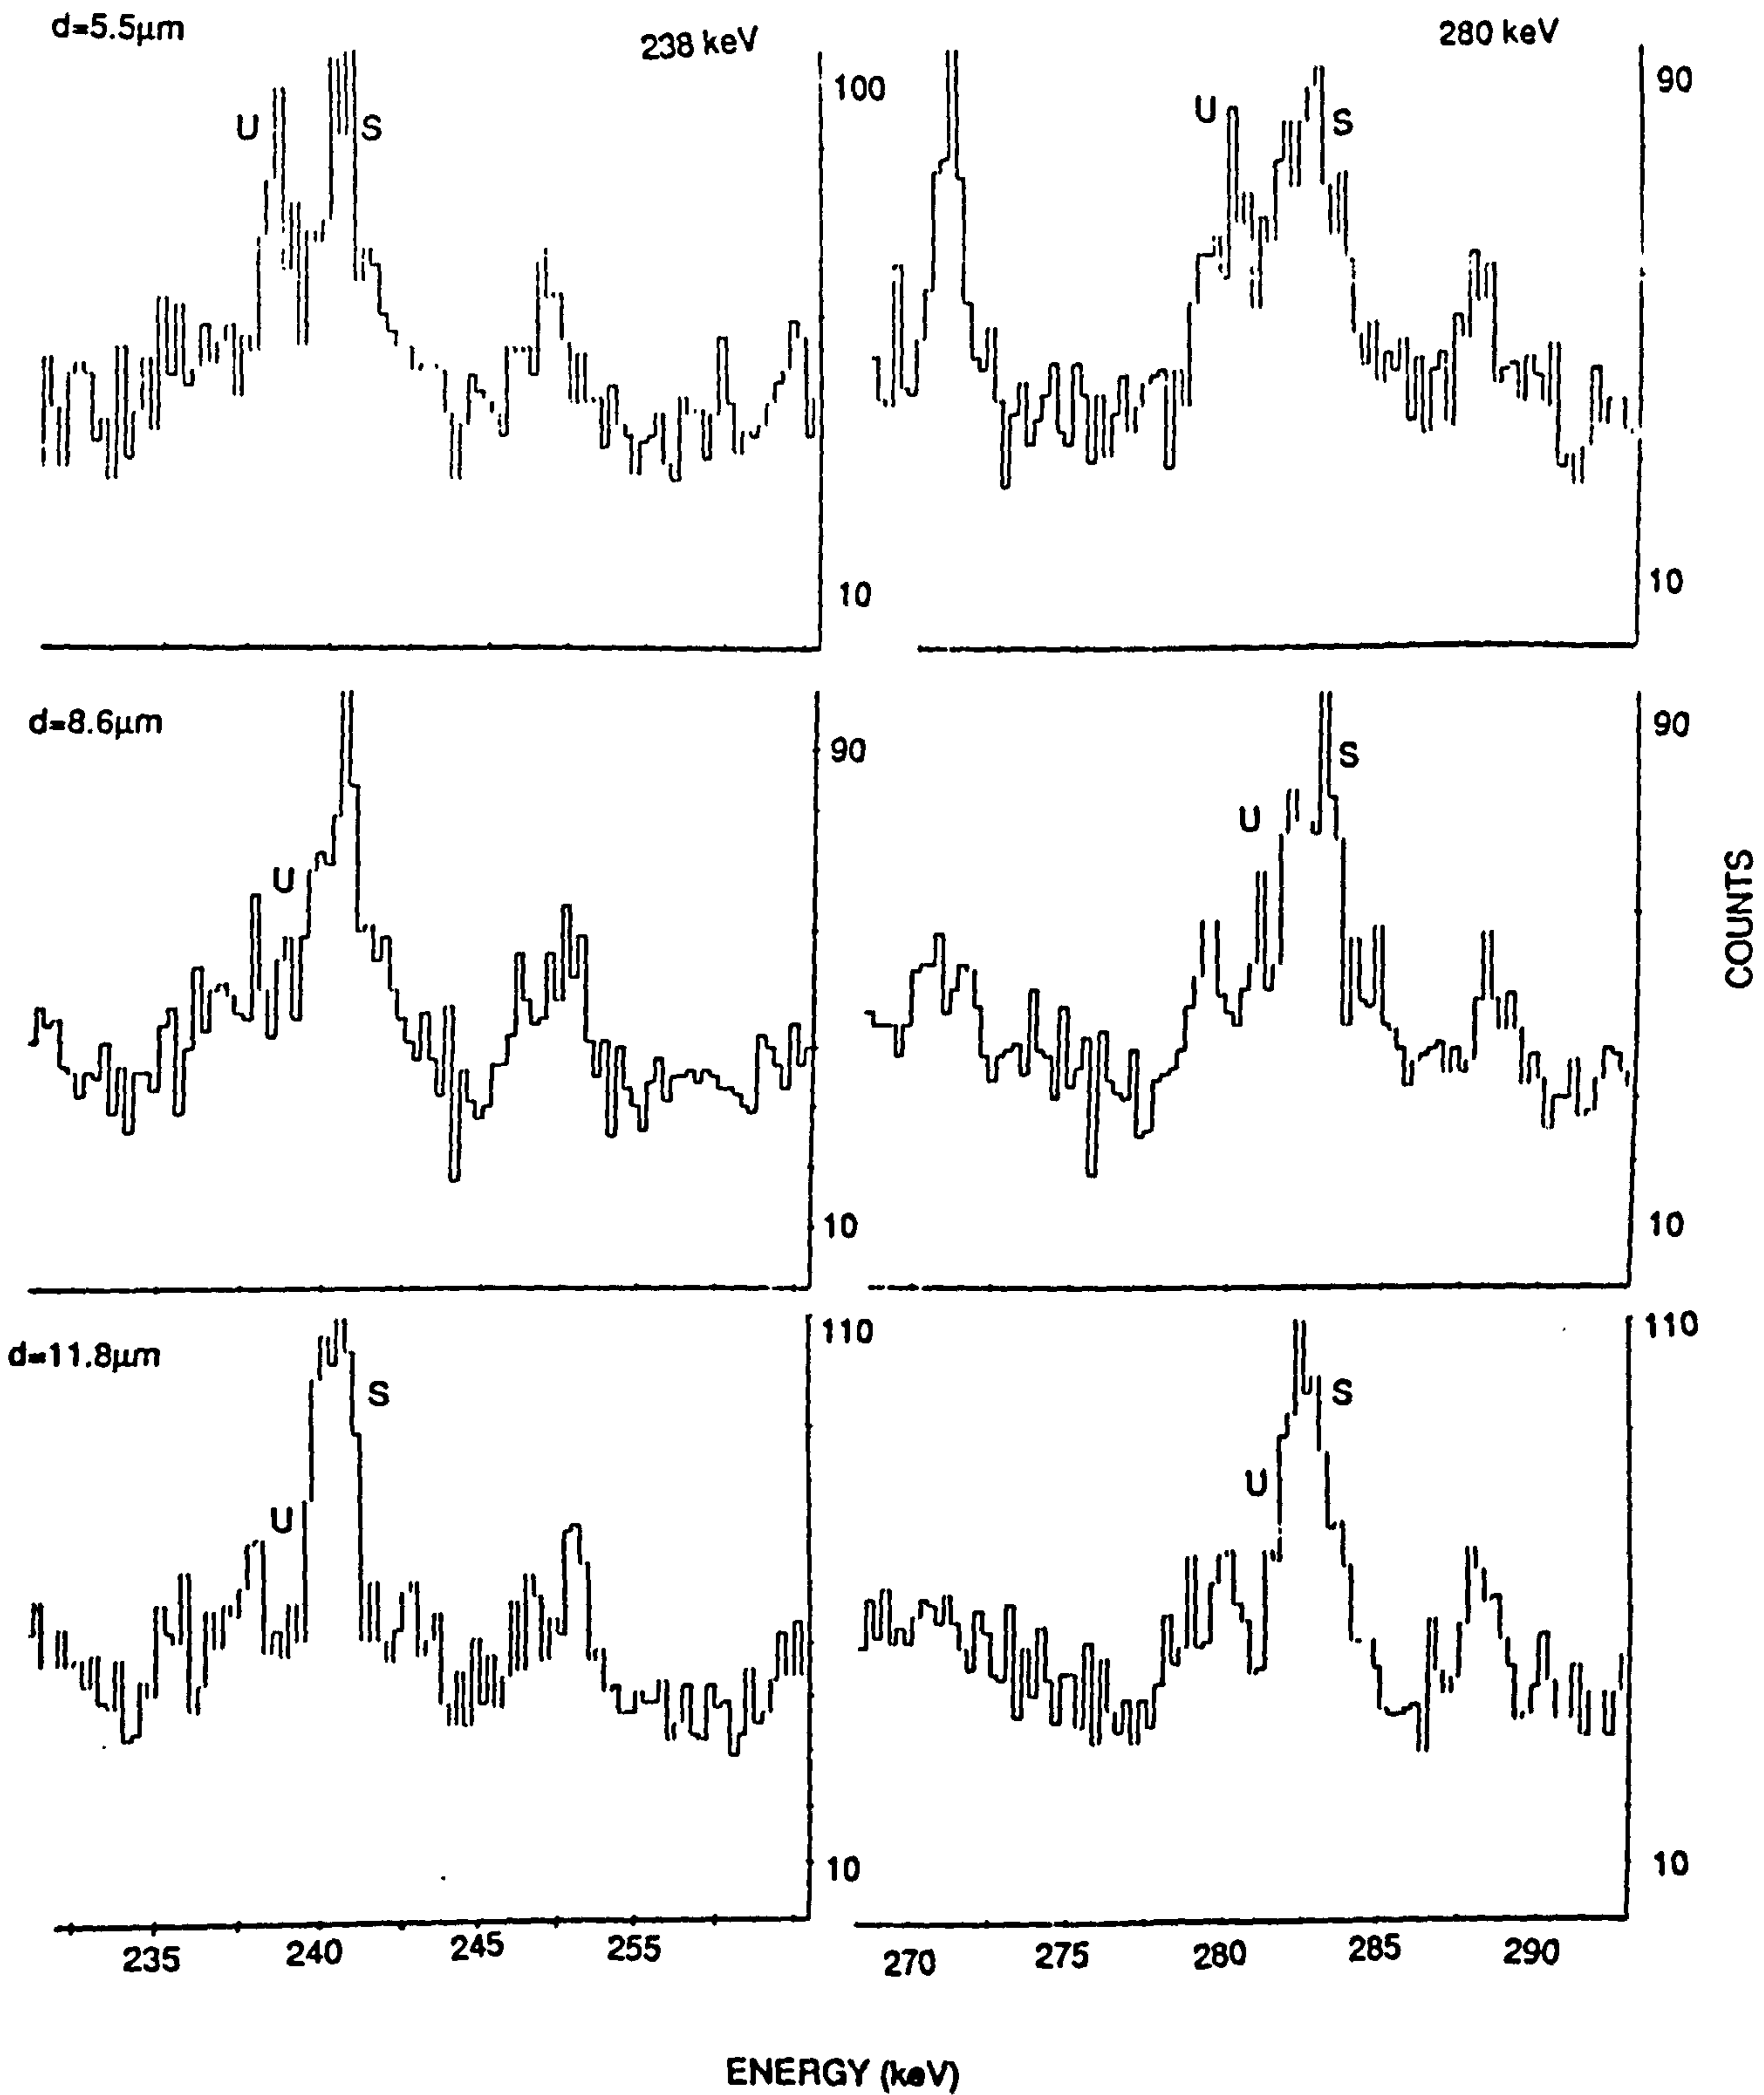 d=5.5μm
238 keV
280 keV
100
90
U
S
U
S
10
10
d=8.6μm
90
90
U
U
S
10
10
COUNTS
d=11.8μm
110
110
U
S
U
S
10
10
235 240 245 255
270 275 280 285 290
ENERGY (keV)